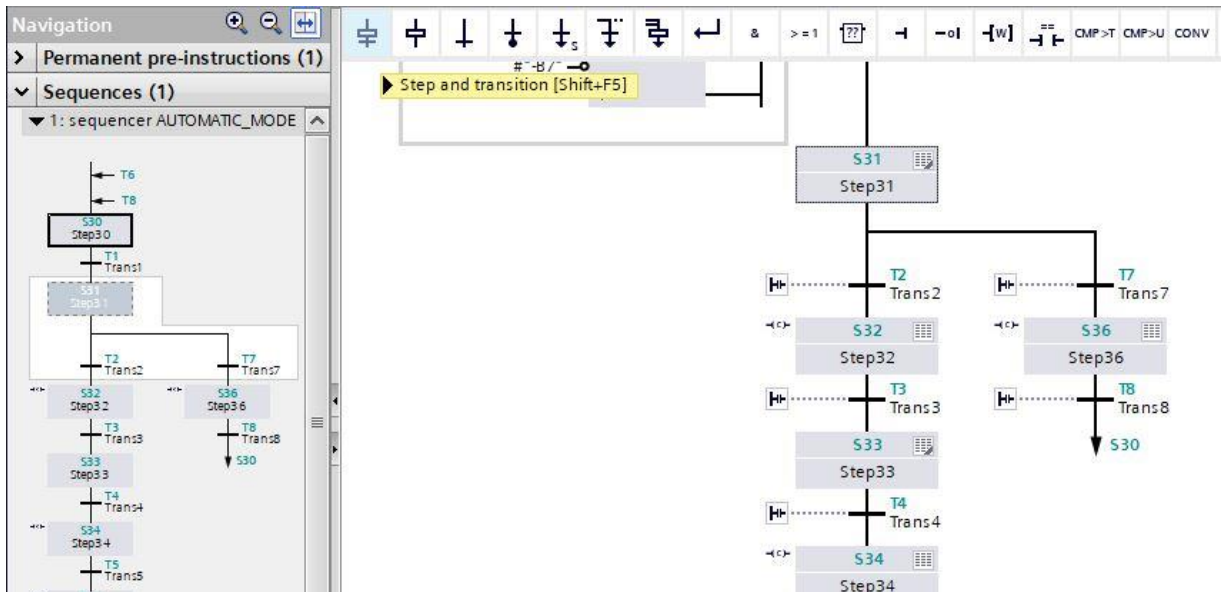 Navigation
Permanent pre-instructions (1)
Sequences (1)
1: sequencer AUTOMATIC_MODE
T6
T8
S30
Step30
T1
Trans1
S31
Step31
T2
Trans2
T7
Trans7
S32
Step32
S36
Step36
T3
Trans3
T8
Trans8
S30
S33
Step33
T4
Trans4
S34
Step34
T5
Trans5
s
& >=1 ?? [W] == CMP>T CMP>U CONV
#"-B7"
Step and transition [Shift+F5]
S31
Step31
T2
Trans2
T7
Trans7
(C)
S32
Step32
(C)
S36
Step36
T3
Trans3
T8
Trans8
S30
S33
Step33
T4
Trans4
(C)
S34
Step34